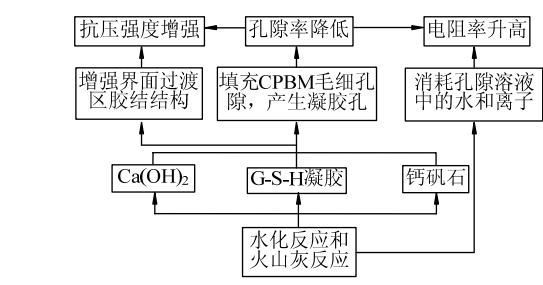 抗压强度增强
孔隙率降低
电阻率升高
增强界面过渡
区胶结结构
填充CPBM毛细孔
隙，产生凝胶孔
消耗孔隙溶液
中的水和离子
Ca(OH)₂
G-S-H凝胶
钙矾石
水化反应和
火山灰反应